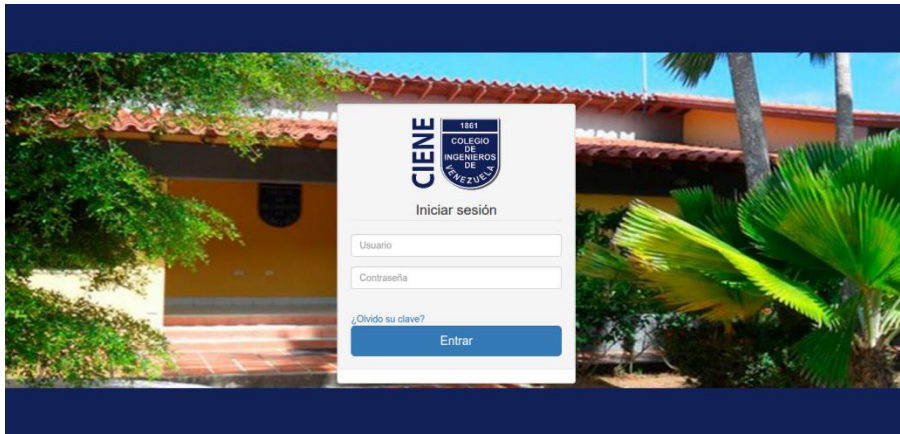 CIENE
1861
COLEGIO
DE
INGENIEROS
DE
VENEZUELA
Iniciar sesión
Usuario
Contraseña
¿Olvido su clave?
Entrar